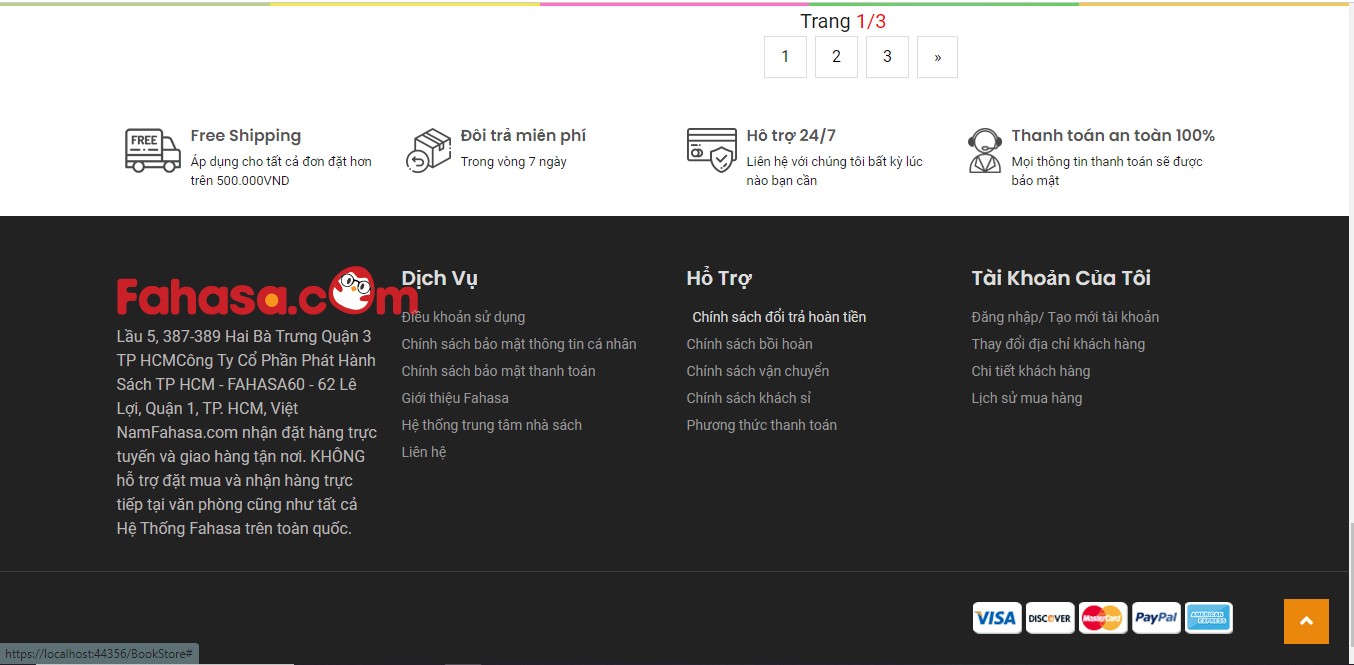 Trang 1/3
1 2 3 »
FREE
Free Shipping
Áp dụng cho tất cả đơn đặt hơn
trên 500.000VND
Đôi trả miên phí
Trong vòng 7 ngày
Hô trợ 24/7
Liên hệ với chúng tôi bất kỳ lúc
nào bạn cần
Thanh toán an toàn 100%
Mọi thông tin thanh toán sẽ được
bảo mật
Fahasa.com
Lầu 5, 387-389 Hai Bà Trưng Quận 3
TP HCMCông Ty Cổ Phần Phát Hành
Sách TP HCM - FAHASA60 - 62 Lê
Lợi, Quận 1, TP. HCM, Việt
NamFahasa.com nhận đặt hàng trực
tuyến và giao hàng tận nơi. KHÔNG
hỗ trợ đặt mua và nhận hàng trực
tiếp tại văn phòng cũng như tất cả
Hệ Thống Fahasa trên toàn quốc.
Dịch Vụ
Điều khoản sử dụng
Chính sách bảo mật thông tin cá nhân
Chính sách bảo mật thanh toán
Giới thiệu Fahasa
Hệ thống trung tâm nhà sách
Liên hệ
Hỗ Trợ
Chính sách đổi trả hoàn tiền
Chính sách bồi hoàn
Chính sách vận chuyển
Chính sách khách sỉ
Phương thức thanh toán
Tài Khoản Của Tôi
Đăng nhập/ Tạo mới tài khoản
Thay đổi địa chỉ khách hàng
Chi tiết khách hàng
Lịch sử mua hàng
VISA DISCOVER MasterCard PayPal AMERICAN EXPRESS
https://localhost:44356/BookStore#